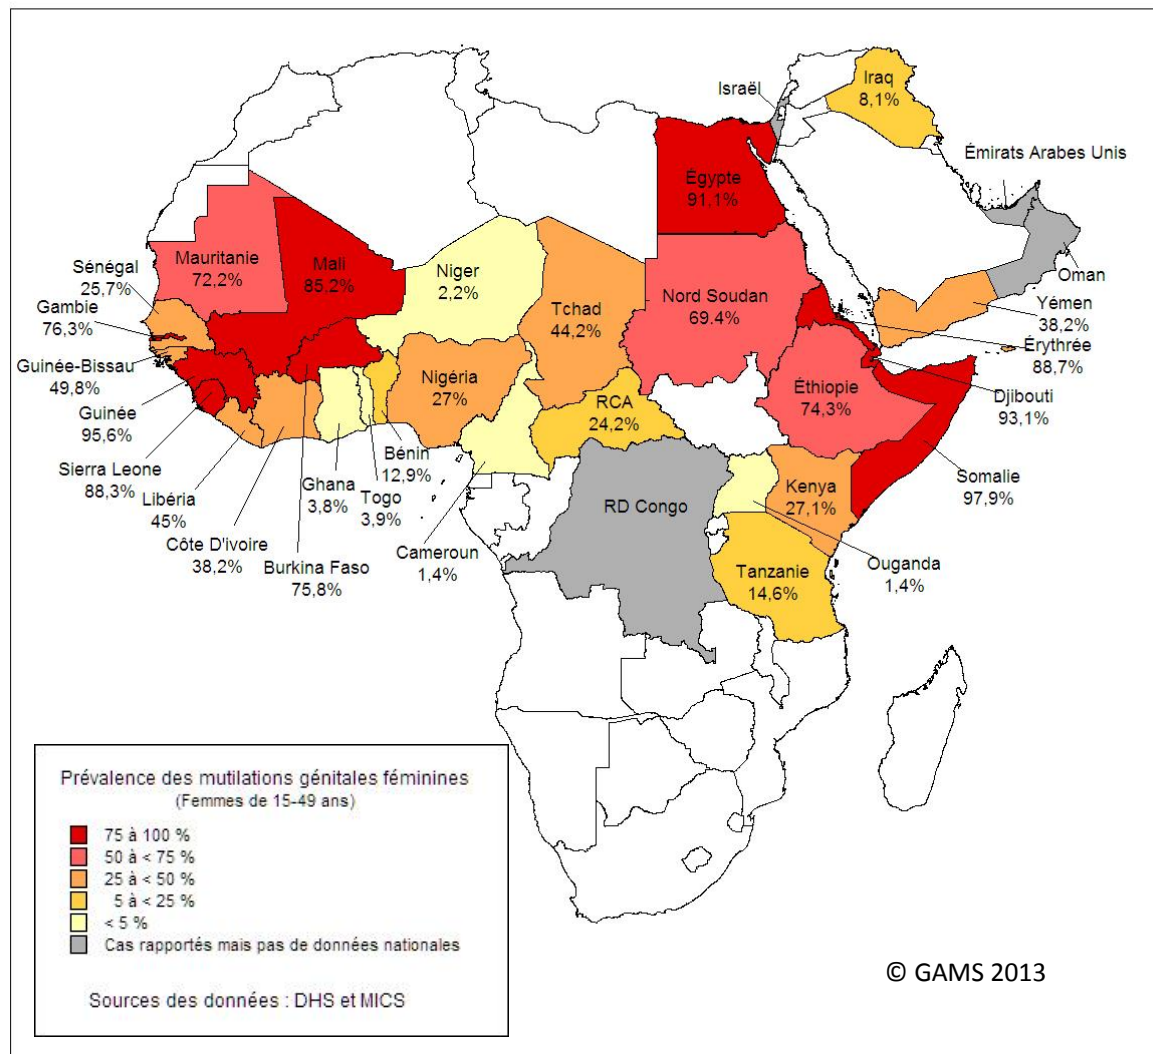 Iraq
8,1%
Israël
Émirats Arabes Unis
Égypte
91,1%
Mauritanie
72,2%
Mali
85,2%
Niger
2,2%
Tchad
44,2%
Nord Soudan
69.4%
Oman
Yémen
38,2%
Érythrée
88,7%
Sénégal
25,7%
Gambie
76,3%
Guinée-Bissau
49,8%
Guinée
95,6%
Sierra Leone
88,3%
Libéria
45%
Côte D'ivoire
38,2%
Burkina Faso
75,8%
Ghana
3,8%
Togo
3,9%
Bénin
12,9%
Nigéria
27%
Cameroun
1,4%
RCA
24,2%
Éthiopie
74,3%
Djibouti
93,1%
Somalie
97,9%
RD Congo
Kenya
27,1%
Ouganda
1,4%
Tanzanie
14,6%
Prévalence des mutilations génitales féminines
(Femmes de 15-49 ans)
75 à 100 %
50 à < 75 %
25 à < 50 %
5 à < 25 %
< 5 %
Cas rapportés mais pas de données nationales
Sources des données : DHS et MICS
© GAMS 2013